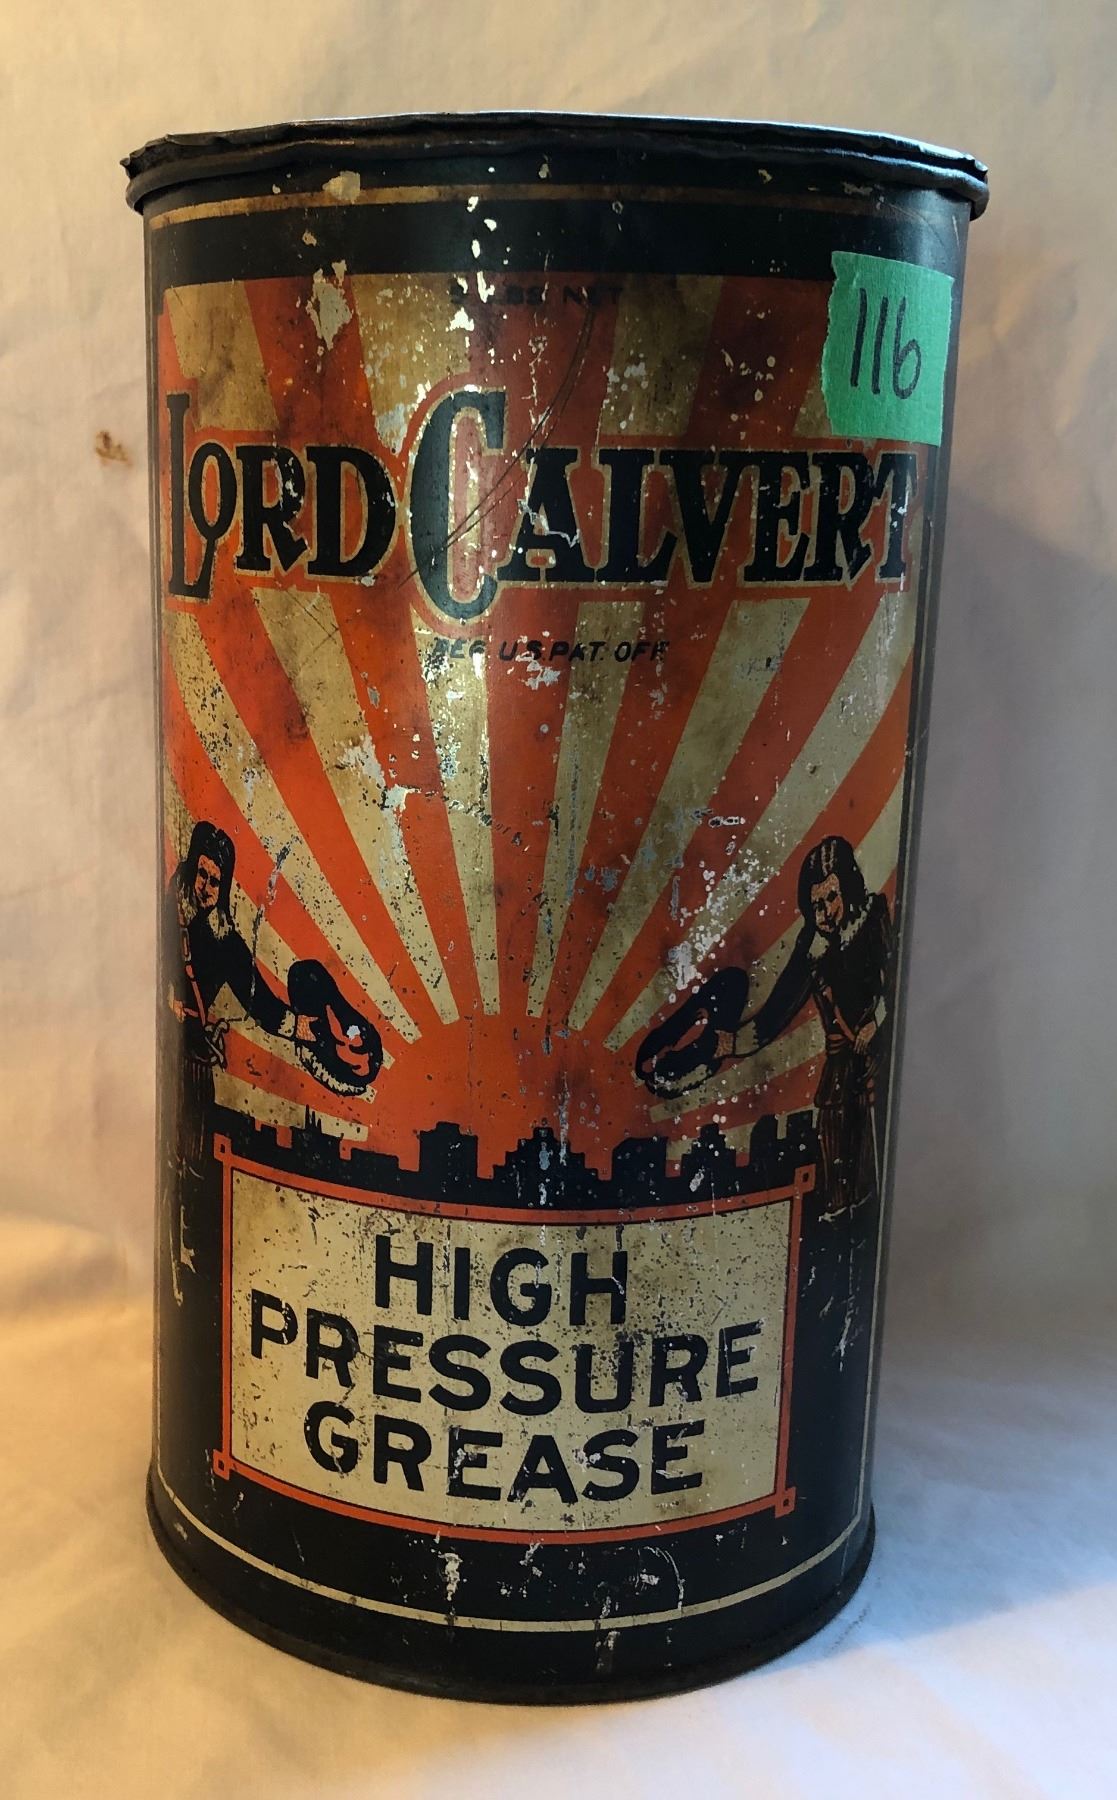 LBS NET
116
LORD CALVERT
REG. U.S. PAT. OFF.
HIGH
PRESSURE
GREASE